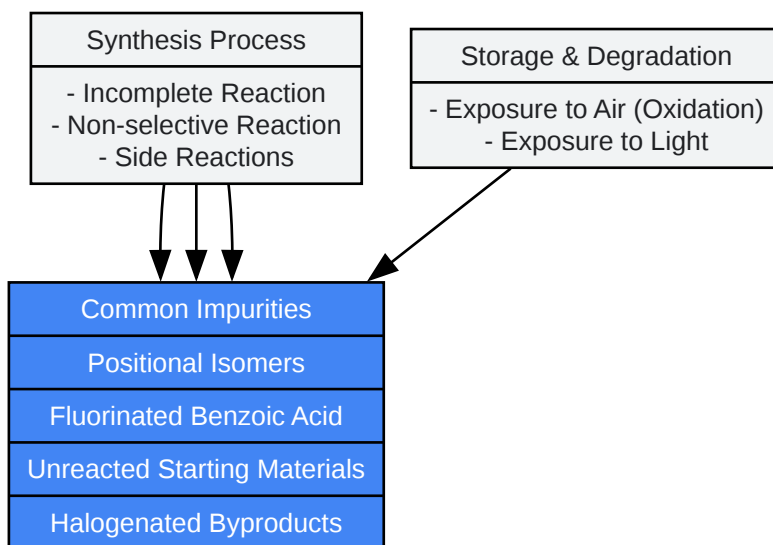 Synthesis Process
- Incomplete Reaction
- Non-selective Reaction
- Side Reactions
Storage & Degradation
- Exposure to Air (Oxidation)
- Exposure to Light
Common Impurities
Positional Isomers
Fluorinated Benzoic Acid
Unreacted Starting Materials
Halogenated Byproducts